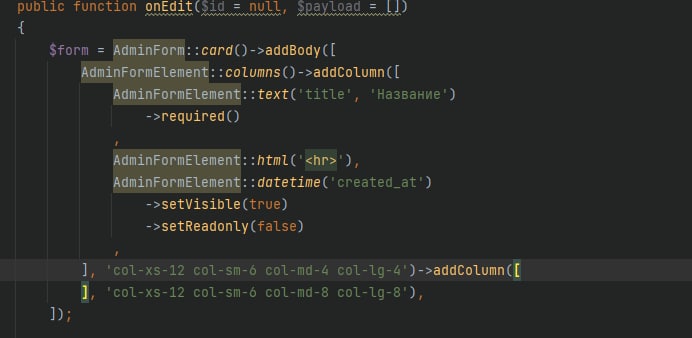 public function onEdit($id = null, $payload = [])
{
    $form = AdminForm::card()->addBody([
        AdminFormElement::columns()->addColumn([
            AdminFormElement::text('title', 'Название')
                ->required()
            ,
            AdminFormElement::html('<hr>'),
            AdminFormElement::datetime('created_at')
                ->setVisible(true)
                ->setReadonly(false)
            ,
        ], 'col-xs-12 col-sm-6 col-md-4 col-lg-4')->addColumn([
        ], 'col-xs-12 col-sm-6 col-md-8 col-lg-8'),
    ]);